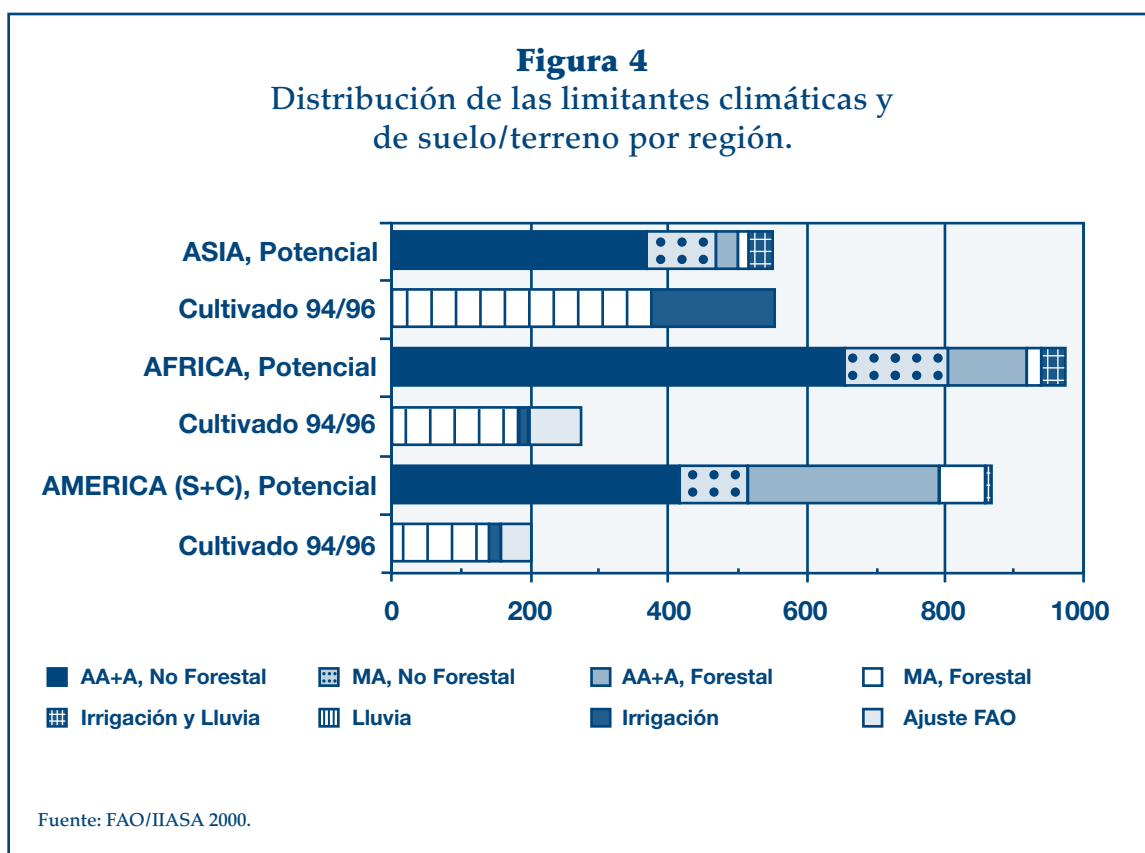 Figura 4
Distribución de las limitantes climáticas y
de suelo/terreno por región.
ASIA, Potencial
Cultivado 94/96
AFRICA, Potencial
Cultivado 94/96
AMERICA (S+C), Potencial
Cultivado 94/96
0 200 400 600 800 1000
AA+A, No Forestal MA, No Forestal AA+A, Forestal MA, Forestal
Irrigación y Lluvia Lluvia Irrigación Ajuste FAO
Fuente: FAO/IIASA 2000.